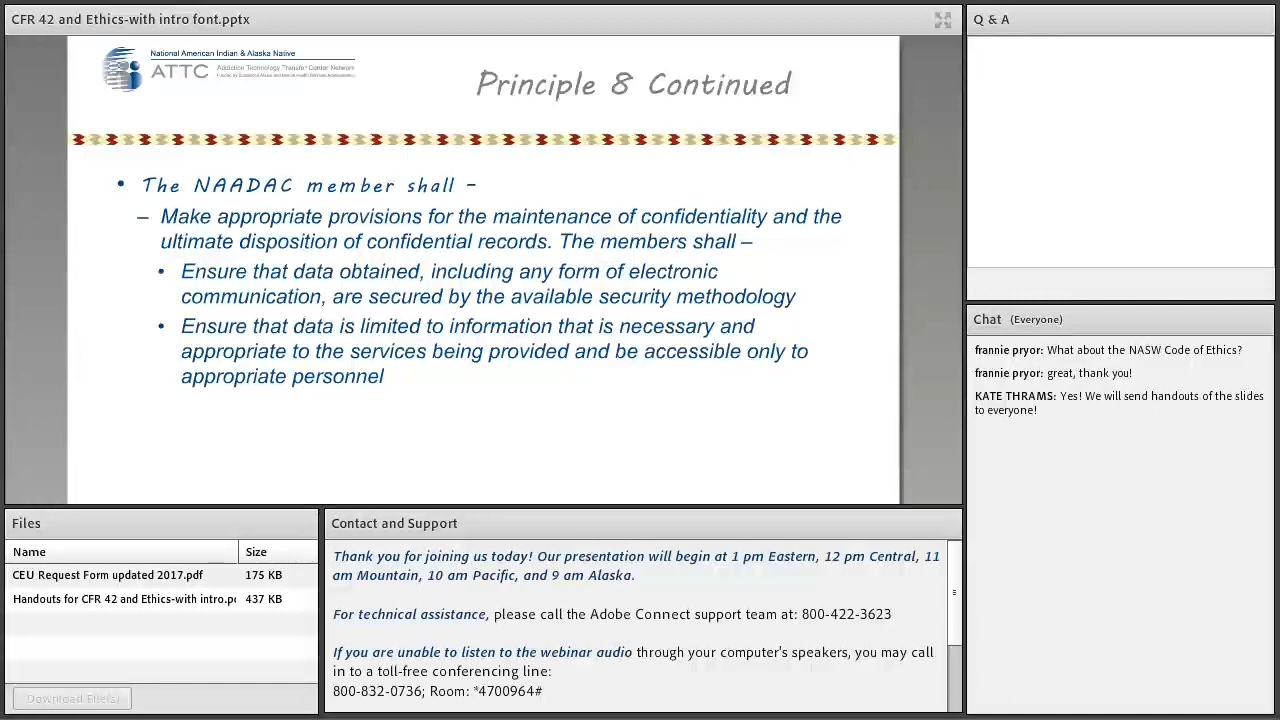 CFR 42 and Ethics-with intro font.pptx
National American Indian & Alaska Native
ATTC Addiction Technology Transfer Center Network
Principle 8 Continued
• The NAADAC member shall –
– Make appropriate provisions for the maintenance of confidentiality and the
ultimate disposition of confidential records. The members shall –
• Ensure that data obtained, including any form of electronic
communication, are secured by the available security methodology
• Ensure that data is limited to information that is necessary and
appropriate to the services being provided and be accessible only to
appropriate personnel
Q & A
Chat (Everyone)
frannie pryor: What about the NASW Code of Ethics?
frannie pryor: great, thank you!
KATE THRAMS: Yes! We will send handouts of the slides
to everyone!
Files
Name Size
CEU Request Form updated 2017.pdf 175 KB
Handouts for CFR 42 and Ethics-with intro.pc 437 KB
Download File(s)
Contact and Support
Thank you for joining us today! Our presentation will begin at 1 pm Eastern, 12 pm Central, 11
am Mountain, 10 am Pacific, and 9 am Alaska.
For technical assistance, please call the Adobe Connect support team at: 800-422-3623
If you are unable to listen to the webinar audio through your computer's speakers, you may call
in to a toll-free conferencing line:
800-832-0736; Room: *4700964#